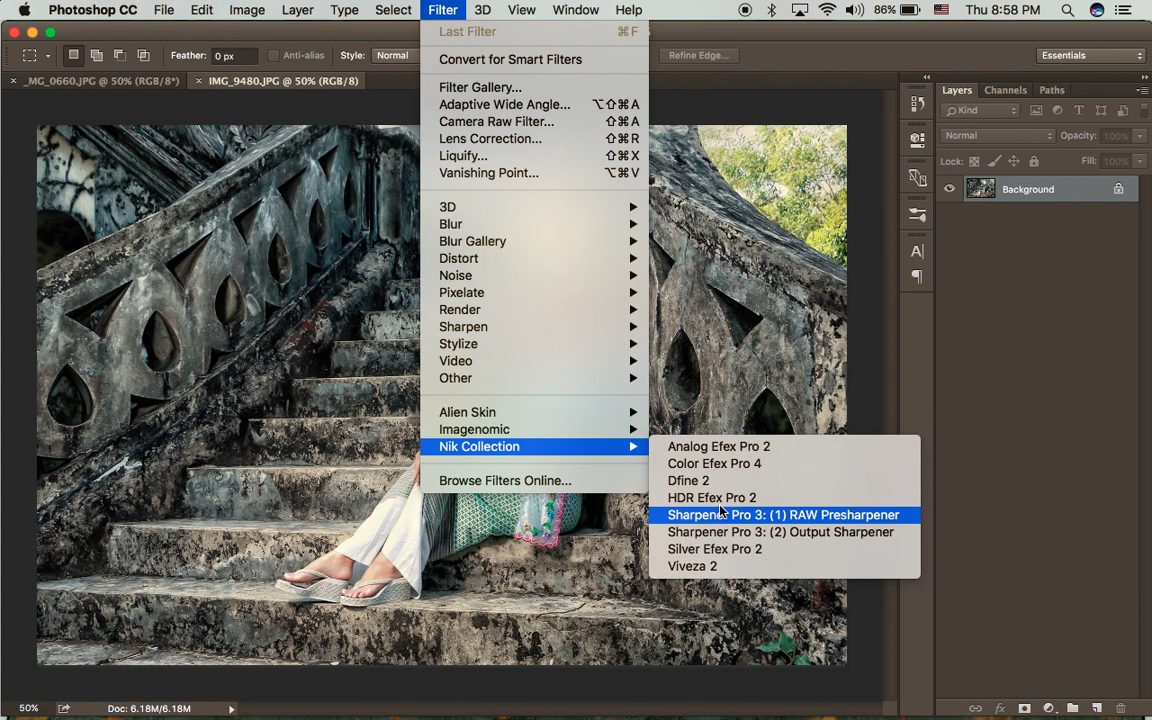 Photoshop CC File Edit Image Layer Type Select Filter 3D View Window Help 86% Thu 8:58 PM
Feather: 0 px Anti-alias Style: Normal Refine Edge... Essentials
× _MG_0660.JPG @ 50% (RGB/8*) × IMG_9480.JPG @ 50% (RGB/8)
Last Filter ⌘F
Convert for Smart Filters
Filter Gallery...
Adaptive Wide Angle... ⌥⇧⌘A
Camera Raw Filter... ⇧⌘A
Lens Correction... ⇧⌘R
Liquify... ⇧⌘X
Vanishing Point... ⌥⌘V
3D
Blur
Blur Gallery
Distort
Noise
Pixelate
Render
Sharpen
Stylize
Video
Other
Alien Skin
Imagenomic
Nik Collection
Browse Filters Online...
Analog Efex Pro 2
Color Efex Pro 4
Dfine 2
HDR Efex Pro 2
Sharpener Pro 3: (1) RAW Presharpener
Sharpener Pro 3: (2) Output Sharpener
Silver Efex Pro 2
Viveza 2
Layers Channels Paths
Kind
Normal Opacity: 100%
Lock: Fill: 100%
Background
50% Doc: 6.18M/6.18M